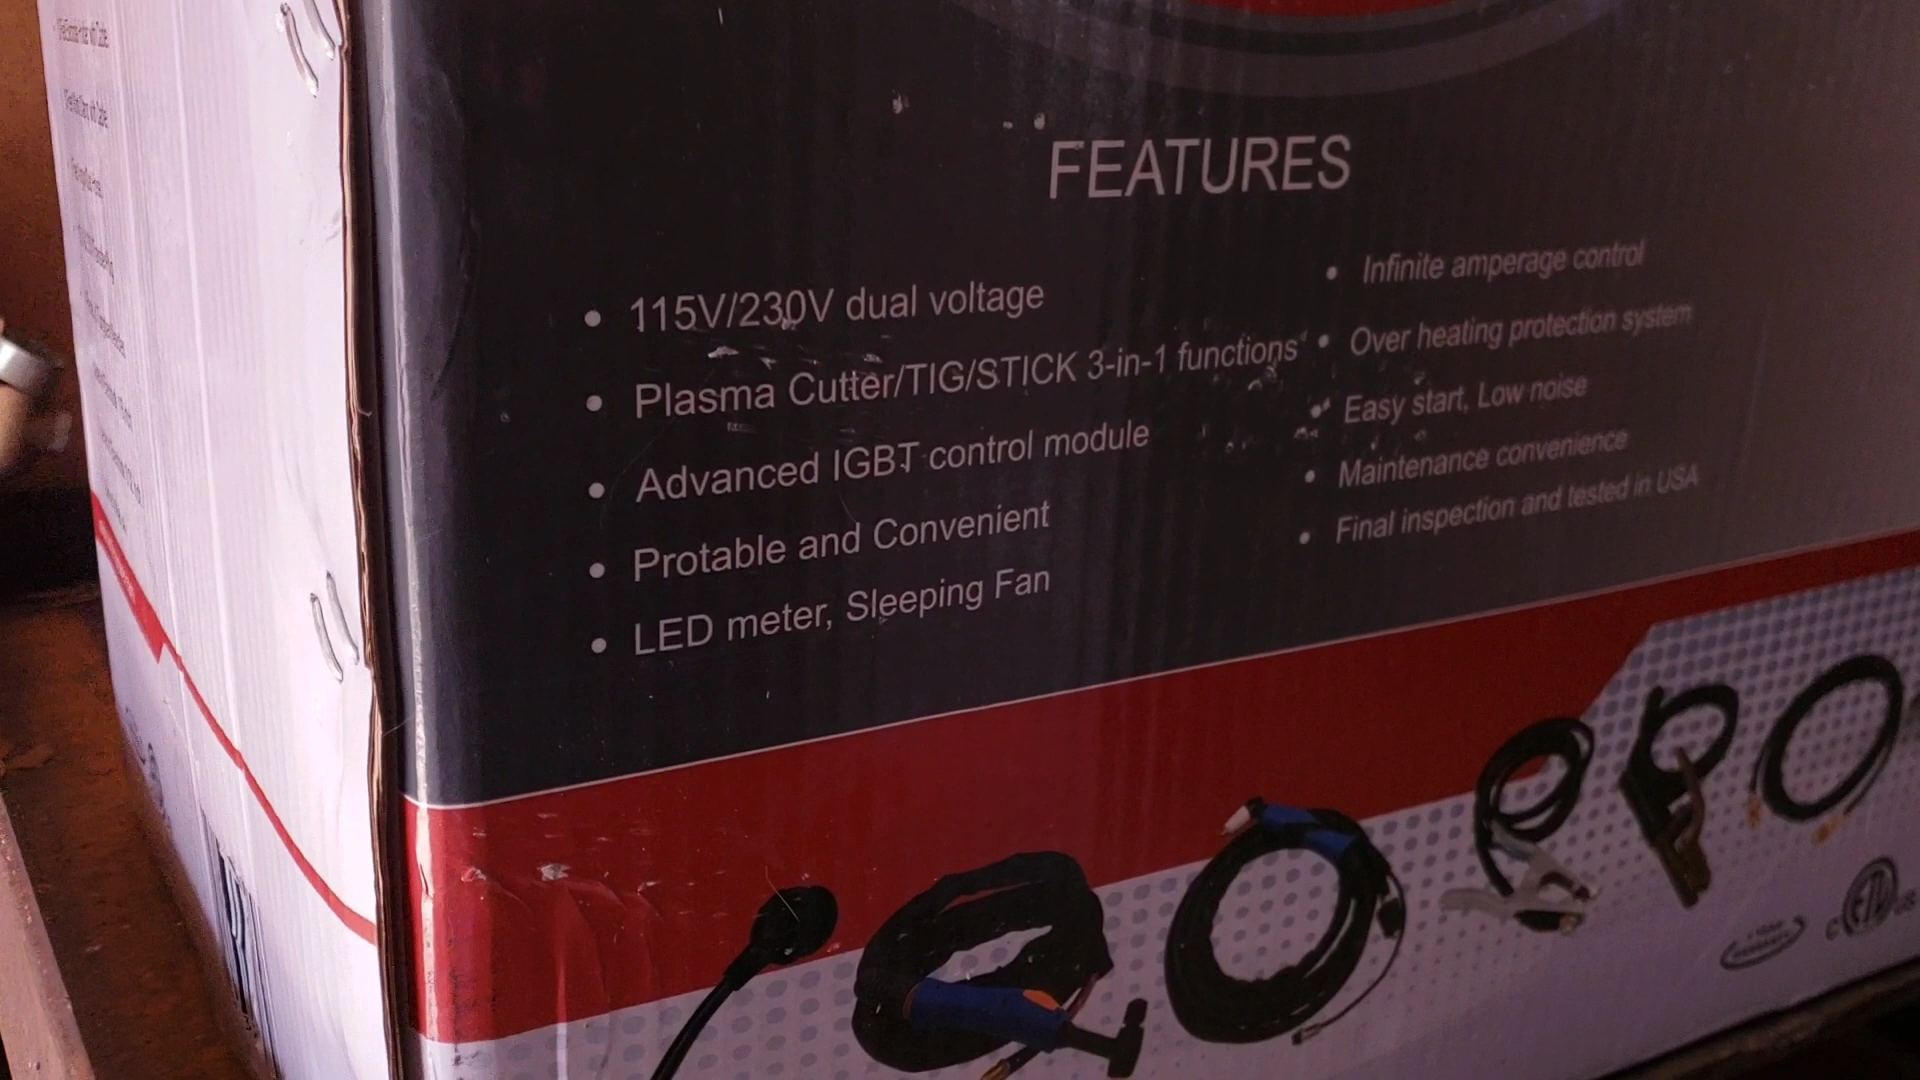 FEATURES
115V/230V dual voltage
Plasma Cutter/TIG/STICK 3-in-1 functions
Advanced IGBT control module
Protable and Convenient
LED meter, Sleeping Fan
Infinite amperage control
Over heating protection system
Easy start, Low noise
Maintenance convenience
Final inspection and tested in USA
C ETL US